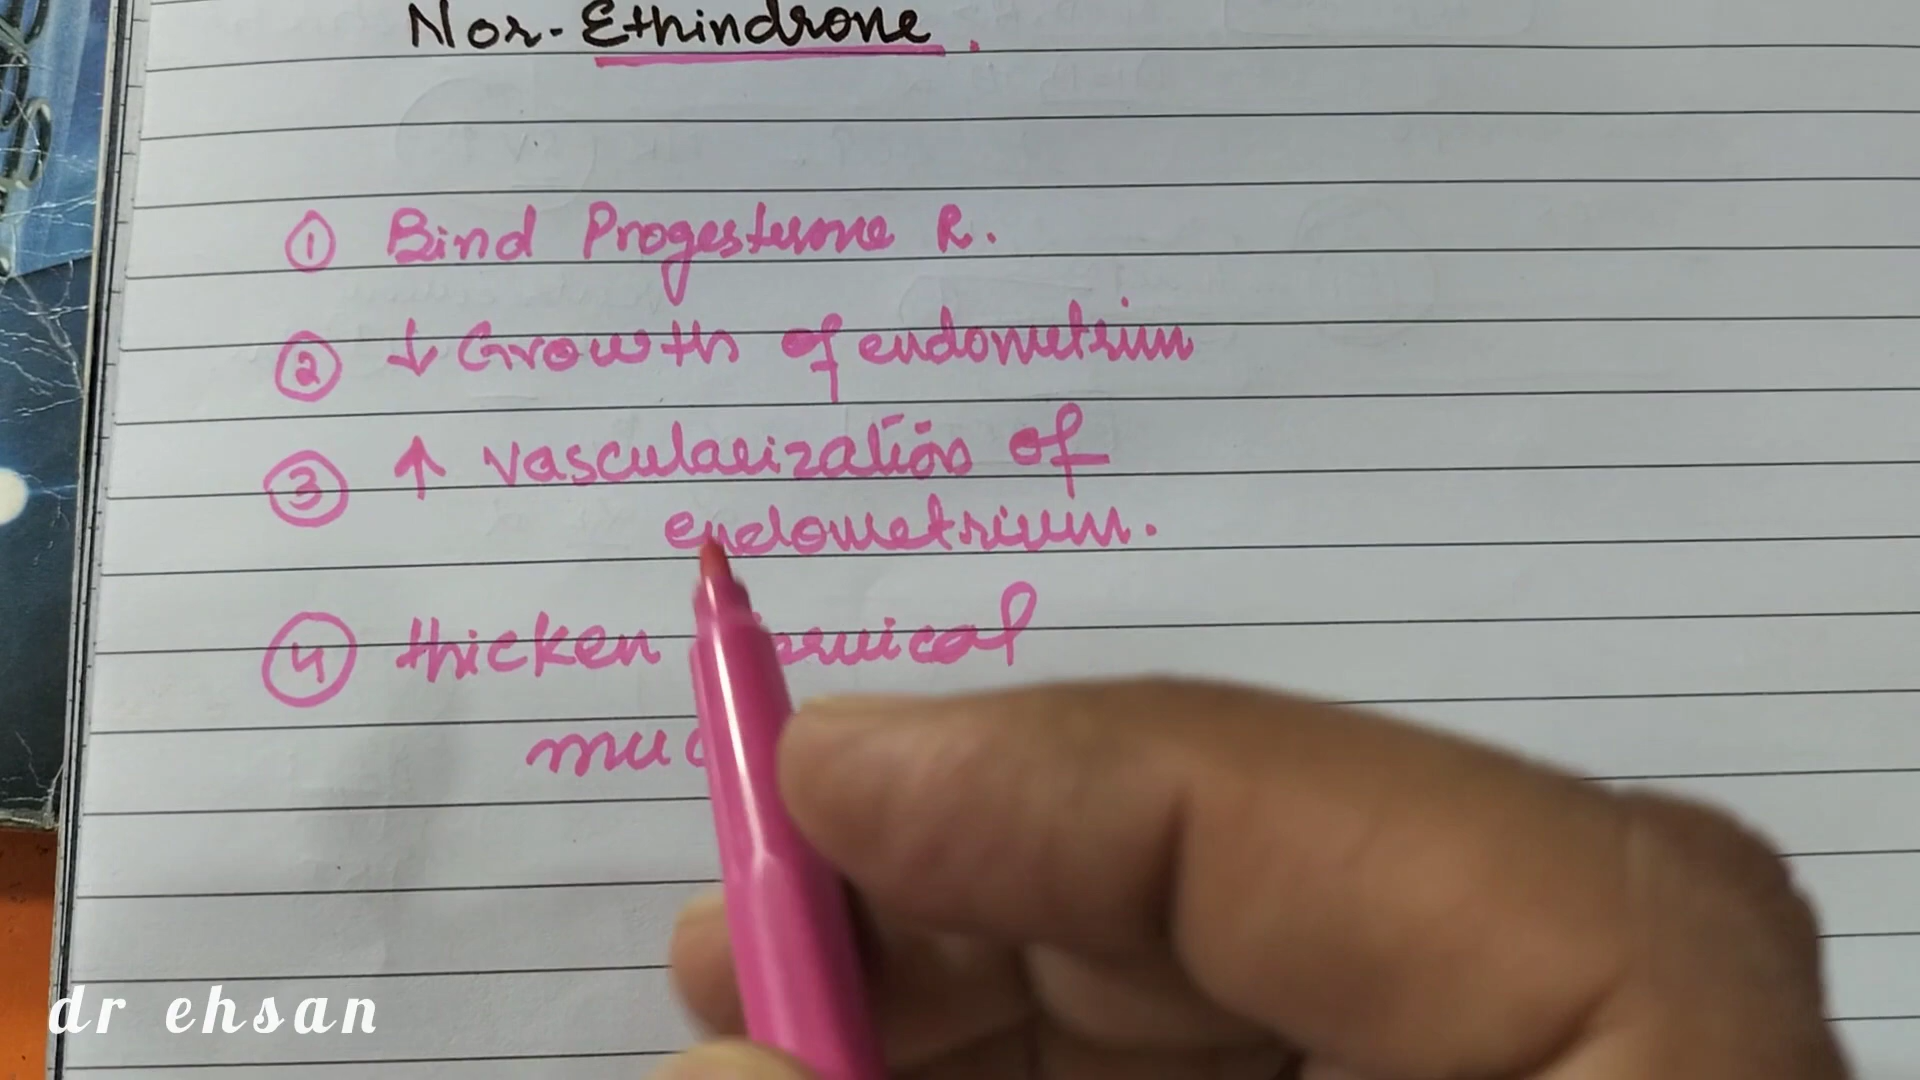 Nor-Ethindrone.
① Bind Progesterone R.
② ↓ Growth of endometrium
③ ↑ vascularization of
endometrium.
④ thicken
dr ehsan